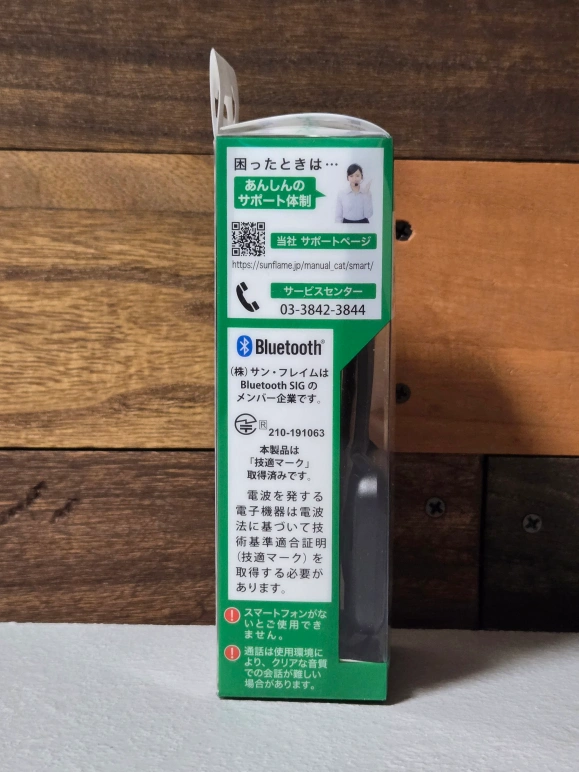 困ったときは…
あんしんの
サポート体制
当社 サポートページ
https://sunflame.jp/manual_cat/smart/
サービスセンター
03-3842-3844
Bluetooth®
(株)サン・フレイムは
Bluetooth SIG の
メンバー企業です。
R 210-191063
本製品は
「技適マーク」
取得済みです。
電波を発する
電子機器は電波
法に基づいて技
術基準適合証明
(技適マーク)を
取得する必要が
あります。
スマートフォンがな
いとご使用でき
ません。
通話は使用環境に
より、クリアな音質
での会話が難しい
場合があります。